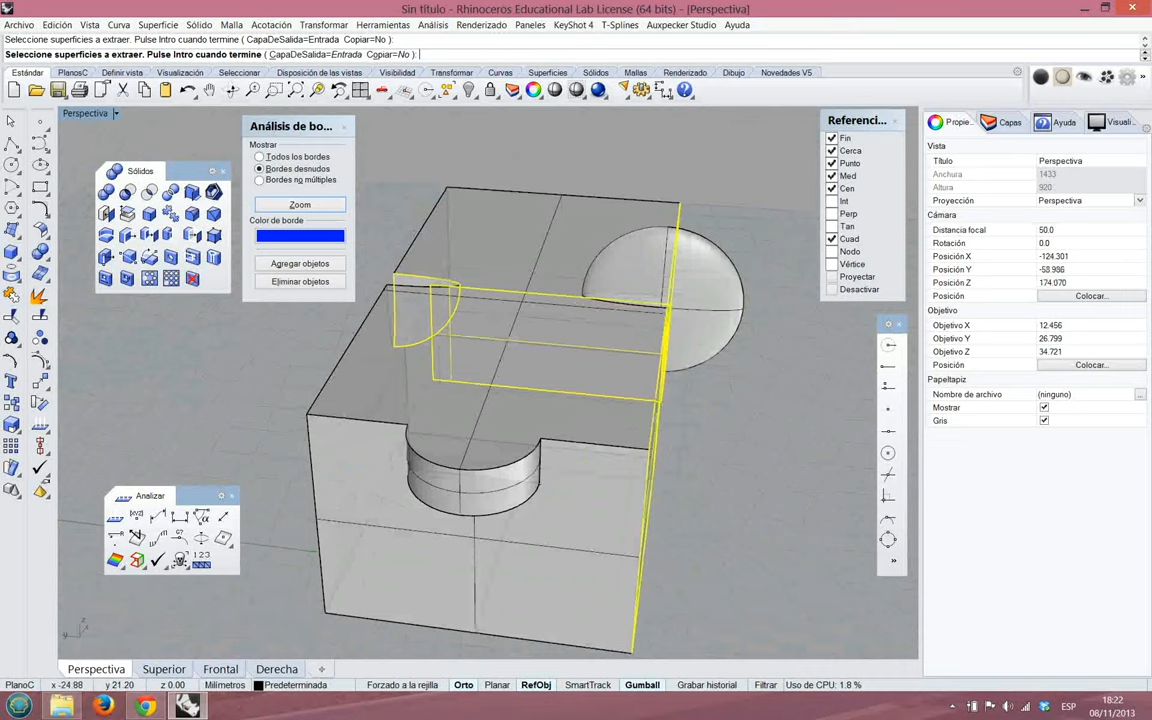 Sin título - Rhinoceros Educational Lab License (64 bits) - [Perspectiva]
Archivo Edición Vista Curva Superficie Sólido Malla Acotación Transformar Herramientas Análisis Renderizado Paneles KeyShot 4 T-Splines Auxpecker Studio Ayuda
Seleccione superficies a extraer. Pulse Intro cuando termine ( CapaDeSalida=Entrada Copiar=No ):
Seleccione superficies a extraer. Pulse Intro cuando termine ( CapaDeSalida=Entrada Copiar=No ):
Estándar PlanosC Definir vista Visualización Seleccionar Disposición de las vistas Visibilidad Transformar Curvas Superficies Sólidos Mallas Renderizado Dibujo Novedades V5
Perspectiva
Análisis de bo...
Mostrar
Todos los bordes
Bordes desnudos
Bordes no múltiples
Zoom
Color de borde
Agregar objetos
Eliminar objetos
Sólidos
Analizar
Referenci...
Fin
Cerca
Punto
Med
Cen
Int
Perp
Tan
Cuad
Nodo
Vértice
Proyectar
Desactivar
Propie... Capas Ayuda Visuali...
Vista
Título Perspectiva
Anchura 1433
Altura 920
Proyección Perspectiva
Cámara
Distancia focal 50.0
Rotación 0.0
Posición X -124.301
Posición Y -58.986
Posición Z 174.070
Posición Colocar...
Objetivo
Objetivo X 12.456
Objetivo Y 26.799
Objetivo Z 34.721
Posición Colocar...
Papeltapiz
Nombre de archivo (ninguno) ...
Mostrar
Gris
z
y x
Perspectiva Superior Frontal Derecha
PlanoC x -24.88 y 21.20 z 0.00 Milímetros Predeterminada Forzado a la rejilla Orto Planar RefObj SmartTrack Gumball Grabar historial Filtrar Uso de CPU: 1.8 %
ESP
18:22
08/11/2013